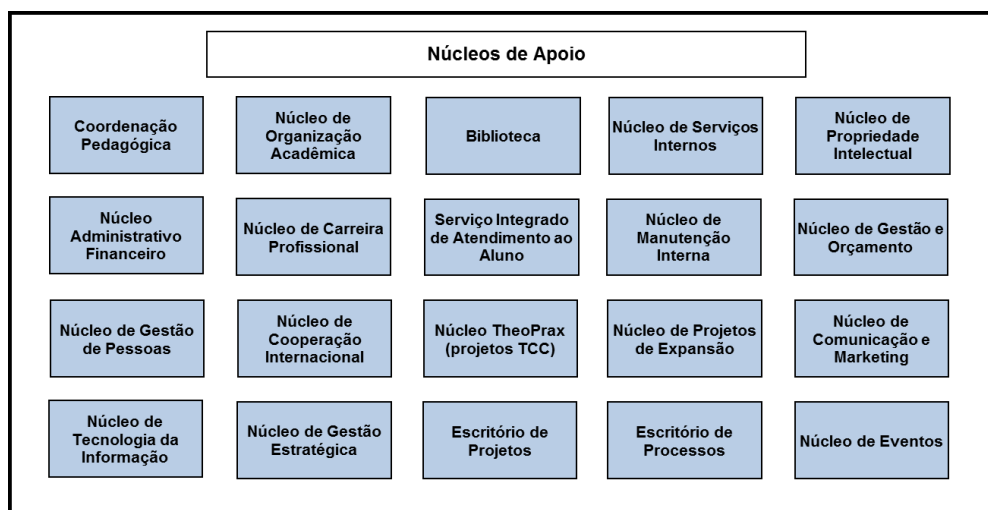 Núcleos de Apoio
Coordenação
Pedagógica
Núcleo de
Organização
Acadêmica
Biblioteca
Núcleo de Serviços
Internos
Núcleo de
Propriedade
Intelectual
Núcleo
Administrativo
Financeiro
Núcleo de Carreira
Profissional
Serviço Integrado
de Atendimento ao
Aluno
Núcleo de
Manutenção
Interna
Núcleo de Gestão e
Orçamento
Núcleo de Gestão
de Pessoas
Núcleo de
Cooperação
Internacional
Núcleo TheoPrax
(projetos TCC)
Núcleo de Projetos
de Expansão
Núcleo de
Comunicação e
Marketing
Núcleo de
Tecnologia da
Informação
Núcleo de Gestão
Estratégica
Escritório de
Projetos
Escritório de
Processos
Núcleo de Eventos